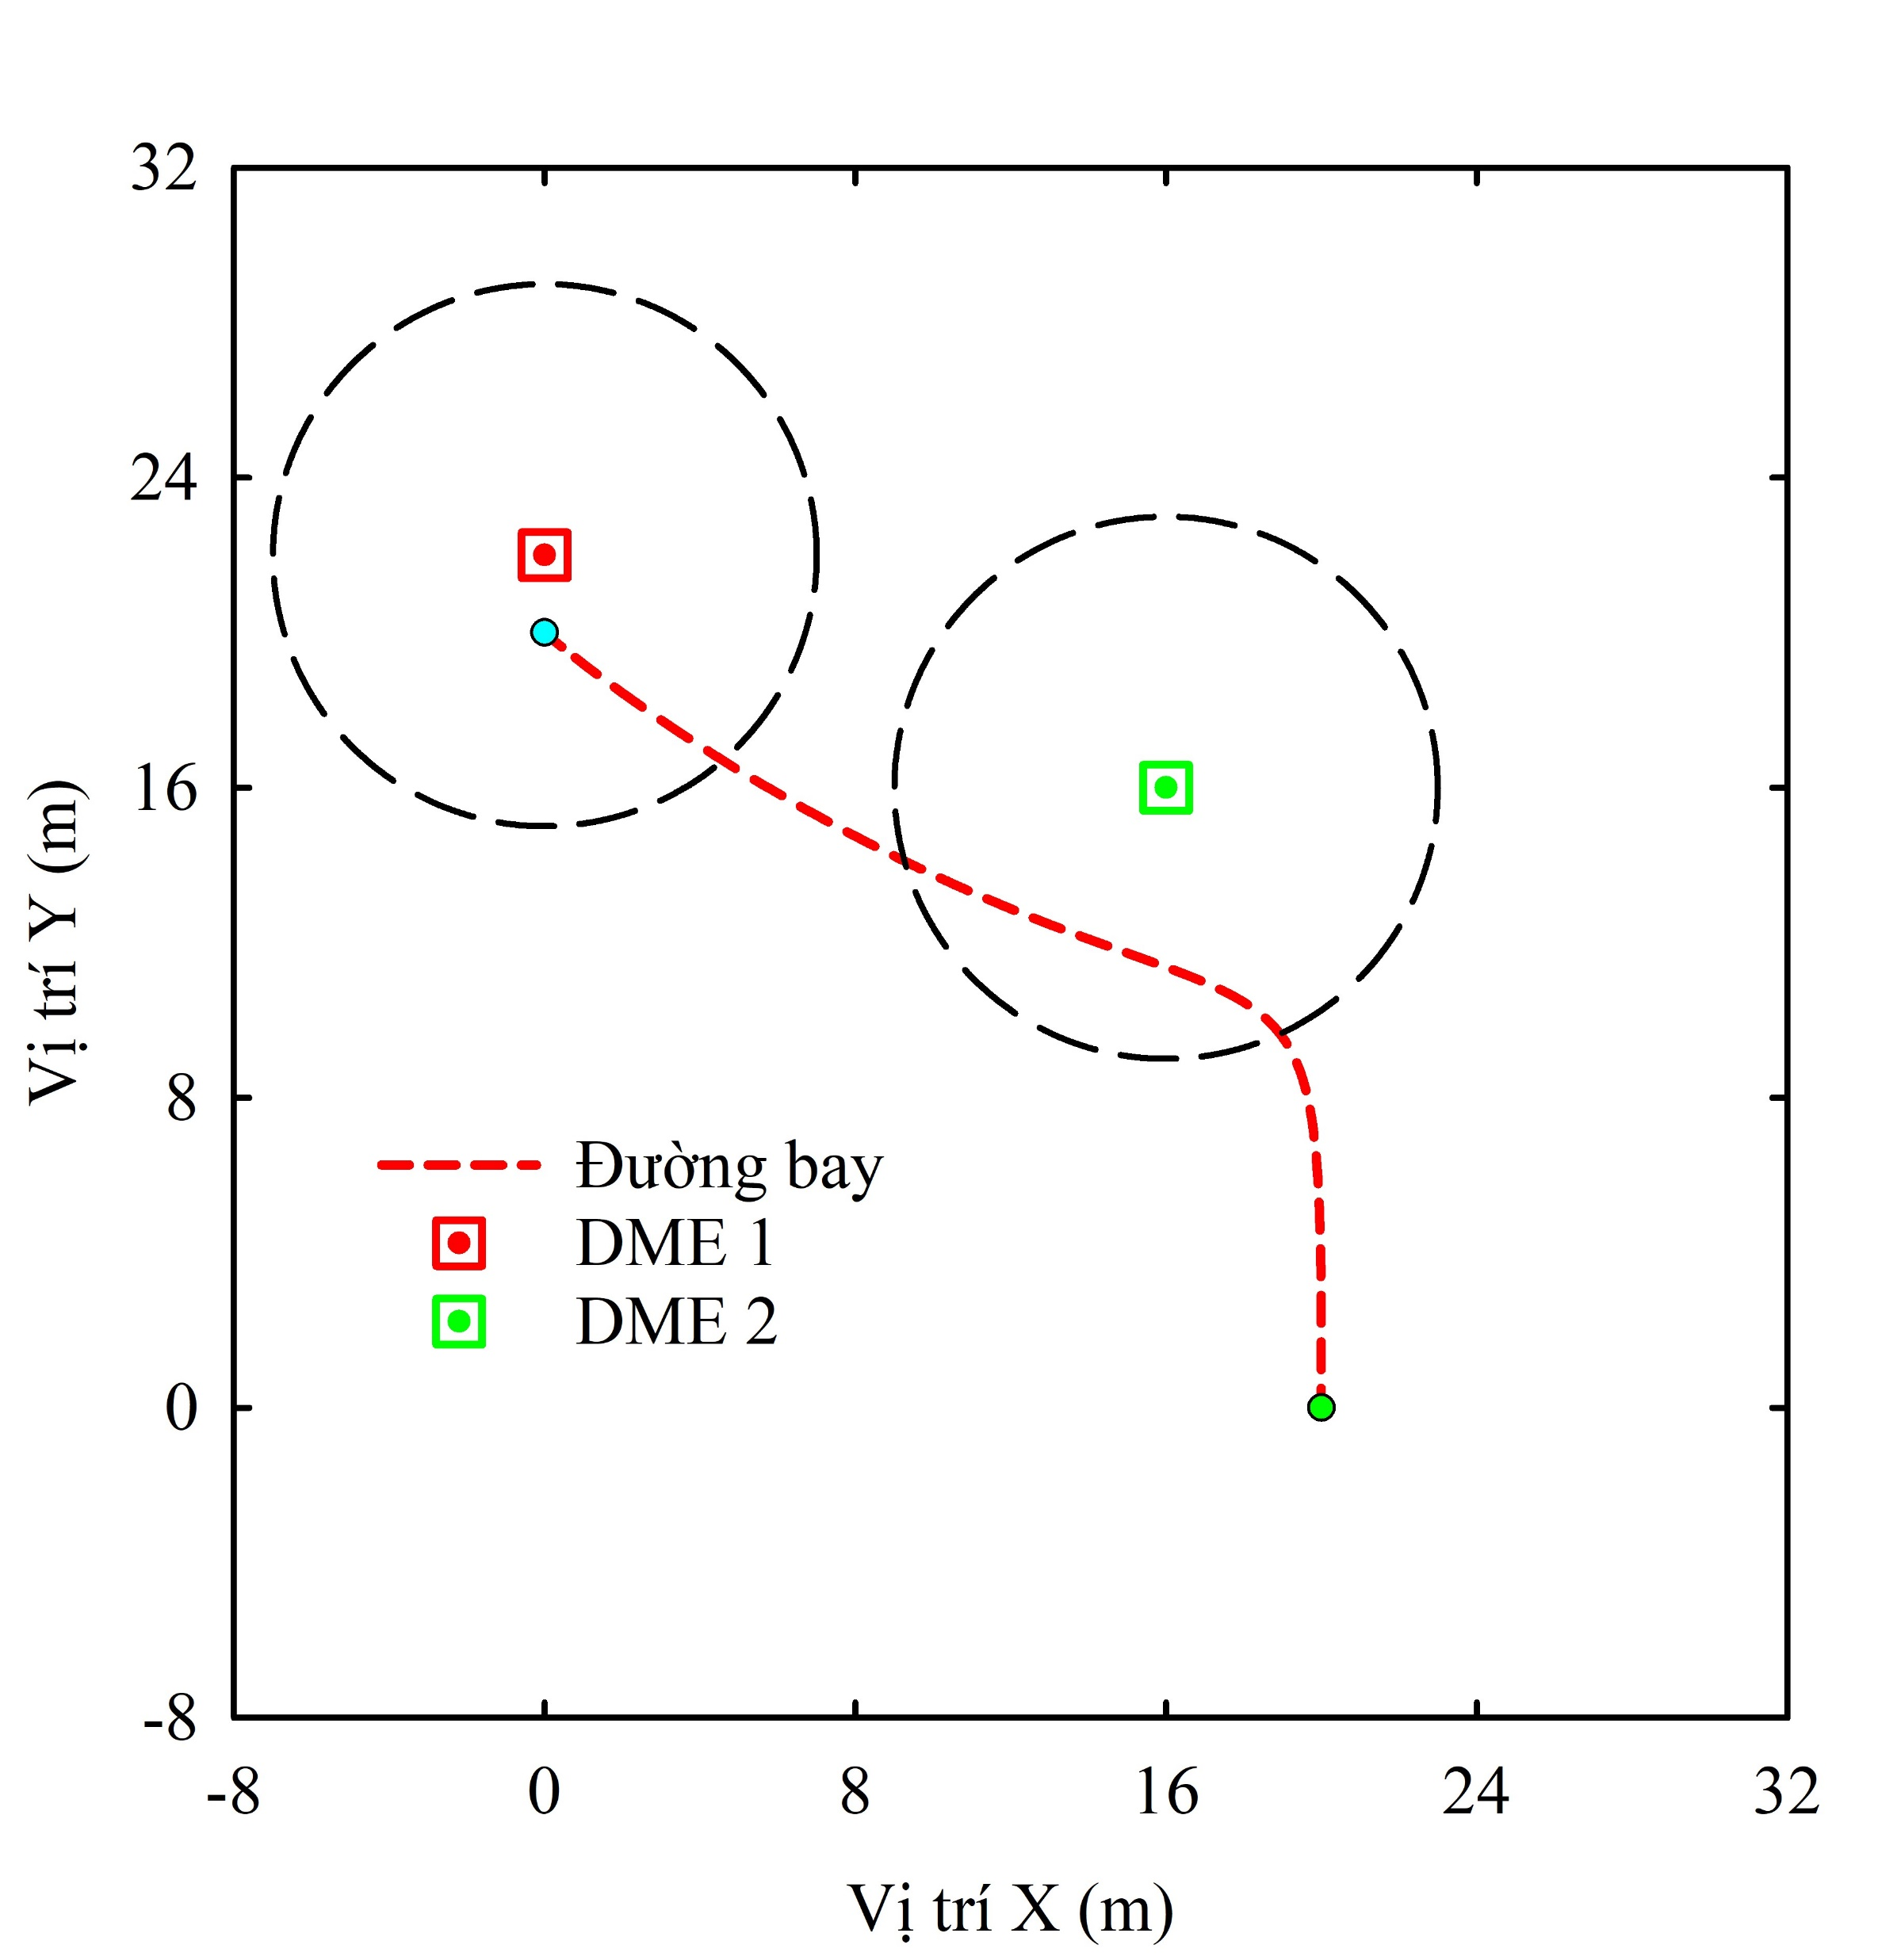 32
24
16
8
0
-8
Vị trí Y (m)
Đường bay
DME 1
DME 2
-8 0 8 16 24 32
Vị trí X (m)